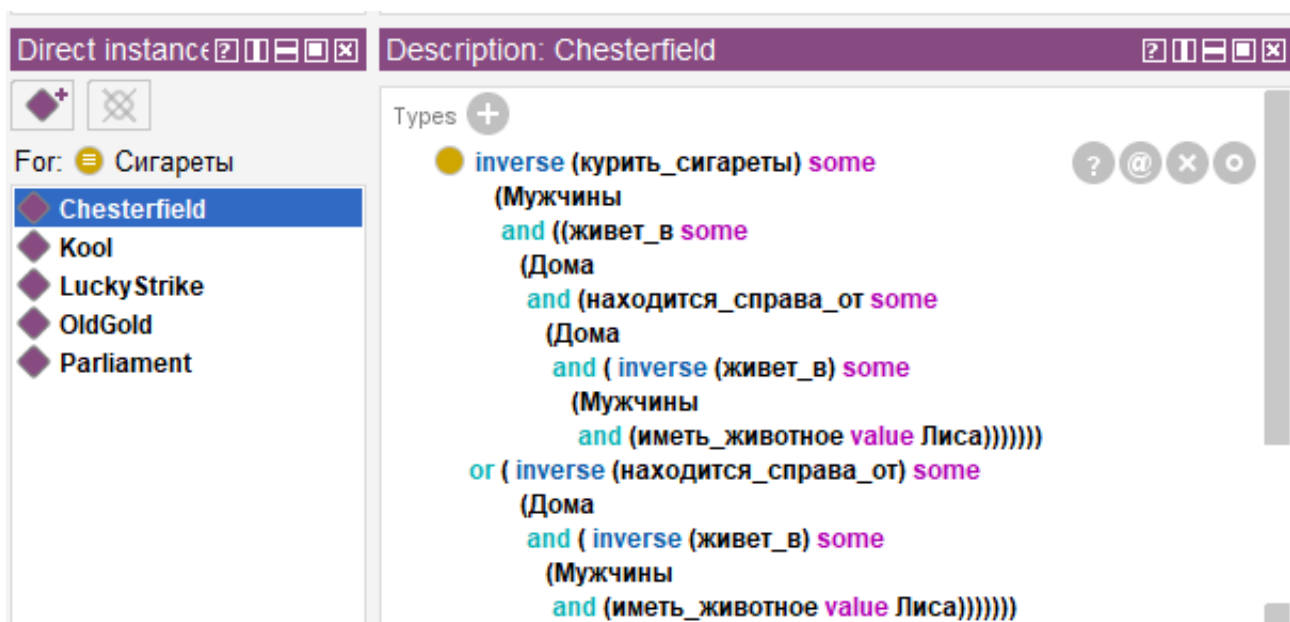 Direct instanc
Description: Chesterfield
For: Сигареты
Chesterfield
Kool
LuckyStrike
OldGold
Parliament
Types
inverse (курить_сигареты) some
(Мужчины
and ((живет_в some
(Дома
and (находится_справа_от some
(Дома
and ( inverse (живет_в) some
(Мужчины
and (иметь_животное value Лиса)))))))
or ( inverse (находится_справа_от) some
(Дома
and ( inverse (живет_в) some
(Мужчины
and (иметь_животное value Лиса)))))))